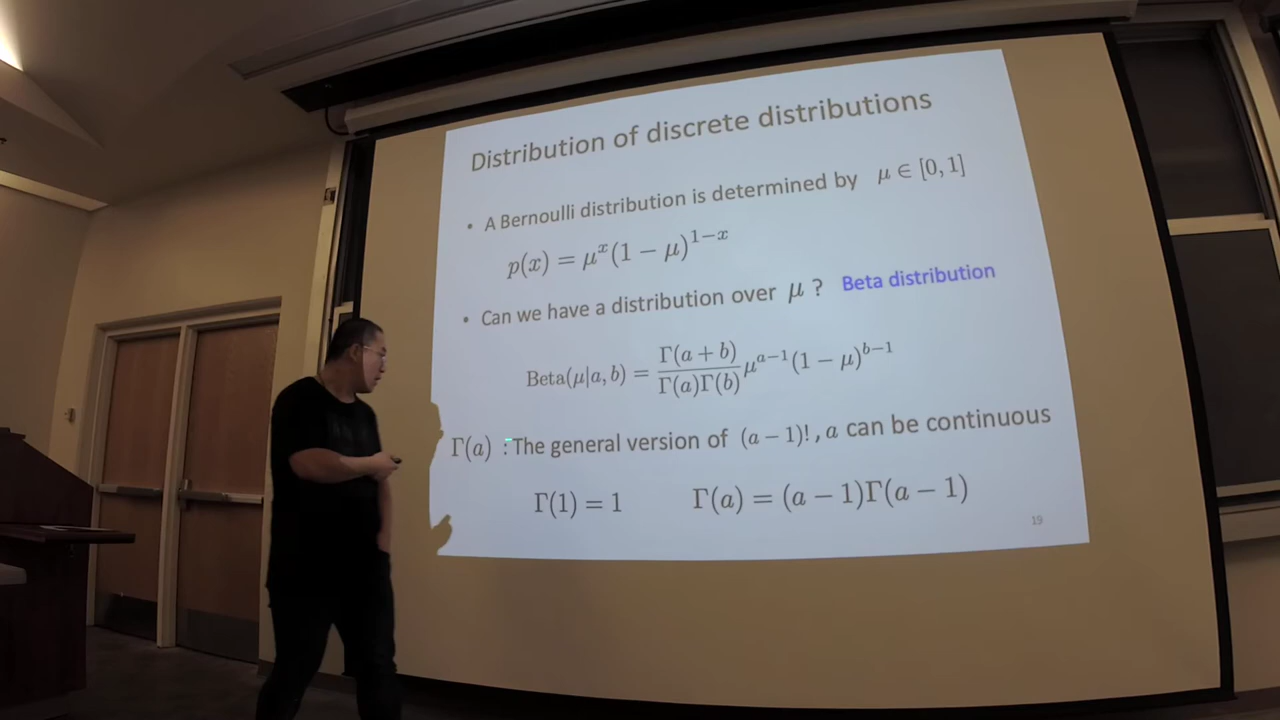 Distribution of discrete distributions
• A Bernoulli distribution is determined by μ ∈ [0, 1]
p(x) = μ^x(1 − μ)^{1−x}
• Can we have a distribution over μ ? Beta distribution
Beta(μ|a, b) = \frac{Γ(a + b)}{Γ(a)Γ(b)} μ^{a−1}(1 − μ)^{b−1}
Γ(a) : The general version of (a − 1)! , a can be continuous
Γ(1) = 1 Γ(a) = (a − 1)Γ(a − 1)
19